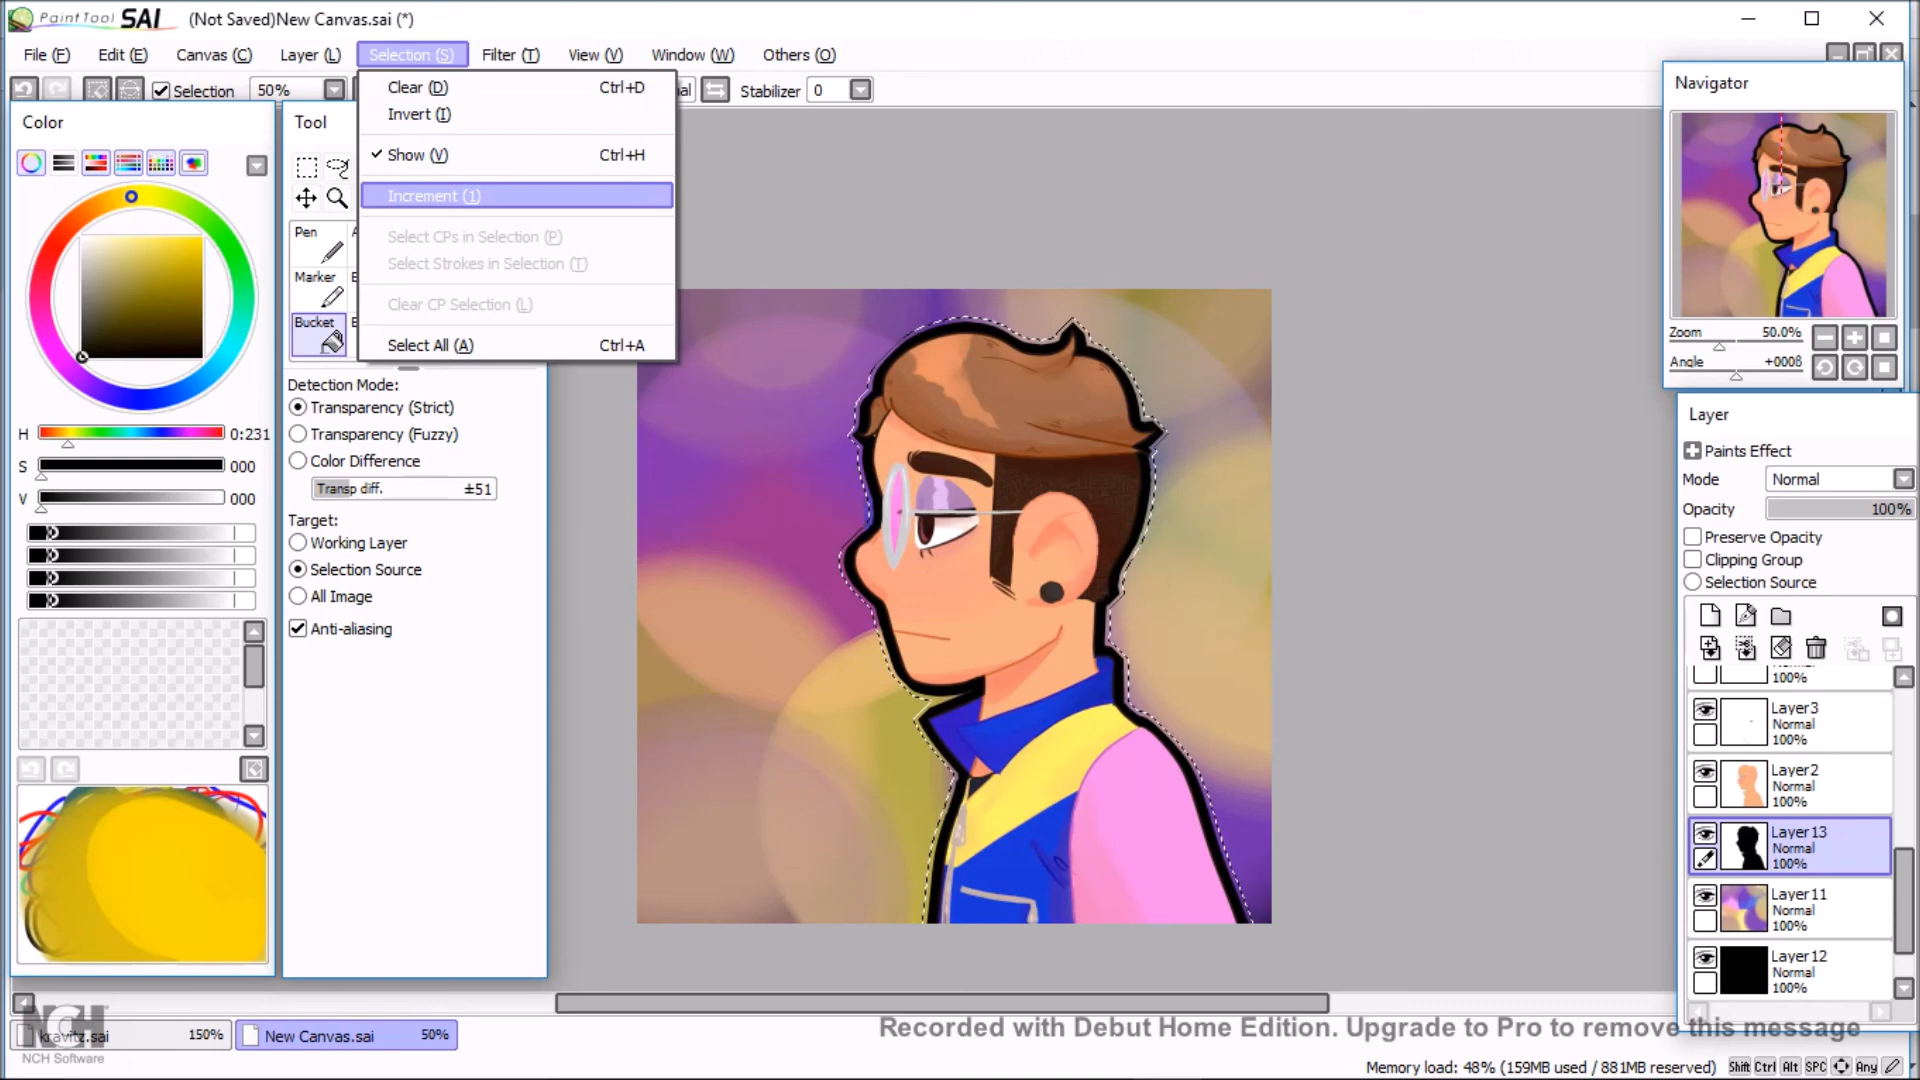 PaintTool SAI (Not Saved)New Canvas.sai (*)
File (F) Edit (E) Canvas (C) Layer (L) Selection (S) Filter (T) View (V) Window (W) Others (O)
Selection 50% Stabilizer 0
Clear (D) Ctrl+D
Invert (I)
Show (V) Ctrl+H
Increment (1)
Select CPs in Selection (P)
Select Strokes in Selection (T)
Clear CP Selection (L)
Select All (A) Ctrl+A
Color
H 0:231
S 000
V 000
Tool
Pen
Marker
Bucket
Detection Mode:
Transparency (Strict)
Transparency (Fuzzy)
Color Difference
Transp diff. ±51
Target:
Working Layer
Selection Source
All Image
Anti-aliasing
Navigator
Zoom 50.0%
Angle +0008
Layer
Paints Effect
Mode Normal
Opacity 100%
Preserve Opacity
Clipping Group
Selection Source
100%
Layer3
Normal
100%
Layer2
Normal
100%
Layer13
Normal
100%
Layer11
Normal
100%
Layer12
Normal
100%
kravitz.sai 150% New Canvas.sai 50%
NCH
NCH Software
Recorded with Debut Home Edition. Upgrade to Pro to remove this message
Memory load: 48% (159MB used / 881MB reserved) Shift Ctrl Alt SPC Any